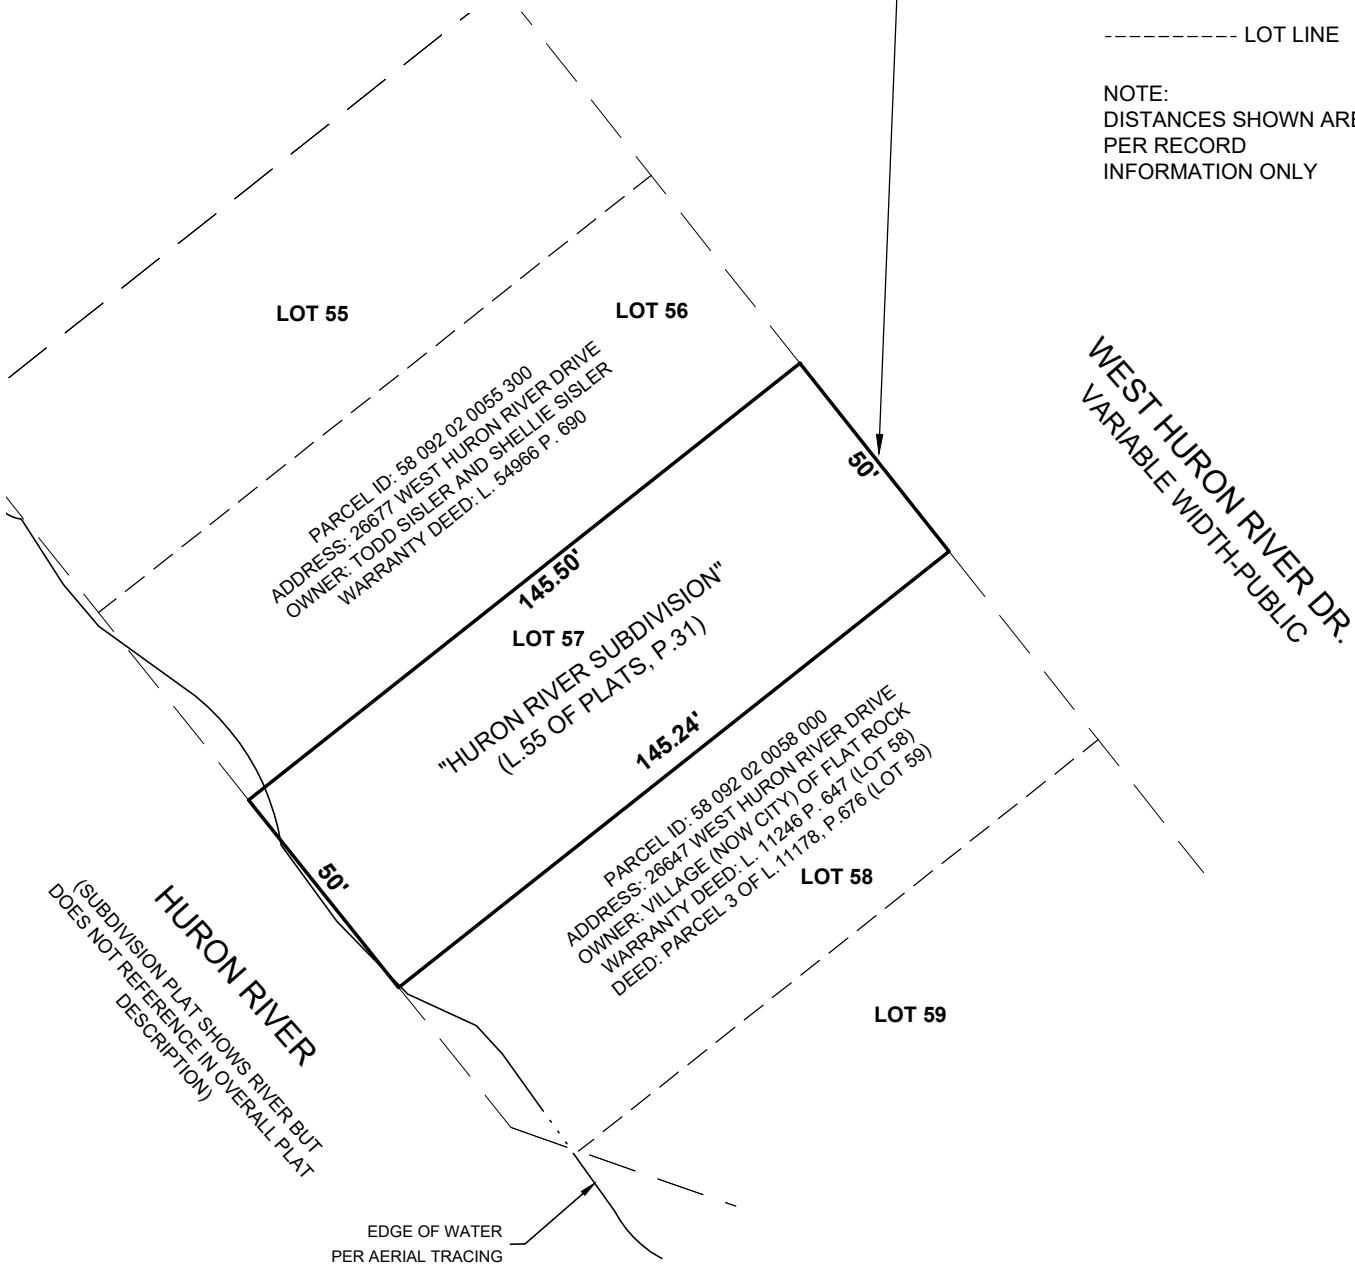 ---------- LOT LINE
NOTE:
DISTANCES SHOWN ARE
PER RECORD
INFORMATION ONLY
LOT 55
LOT 56
PARCEL ID: 58 092 02 0055 300
ADDRESS: 26677 WEST HURON RIVER DRIVE
OWNER: TODD SISLER AND SHELLIE SISLER
WARRANTY DEED: L. 54966 P. 690
WEST HURON RIVER DR.
VARIABLE WIDTH-PUBLIC
50'
145.50'
LOT 57
"HURON RIVER SUBDIVISION"
(L.55 OF PLATS, P.31)
145.24'
50'
PARCEL ID: 58 092 02 0058 000
ADDRESS: 26647 WEST HURON RIVER DRIVE
OWNER: VILLAGE (NOW CITY) OF FLAT ROCK
WARRANTY DEED: L. 11246 P. 647 (LOT 58)
DEED: PARCEL 3 OF L.11178, P.676 (LOT 59)
LOT 58
LOT 59
HURON RIVER
(SUBDIVISION PLAT SHOWS RIVER BUT
DOES NOT REFERENCE IN OVERALL PLAT
DESCRIPTION)
EDGE OF WATER
PER AERIAL TRACING